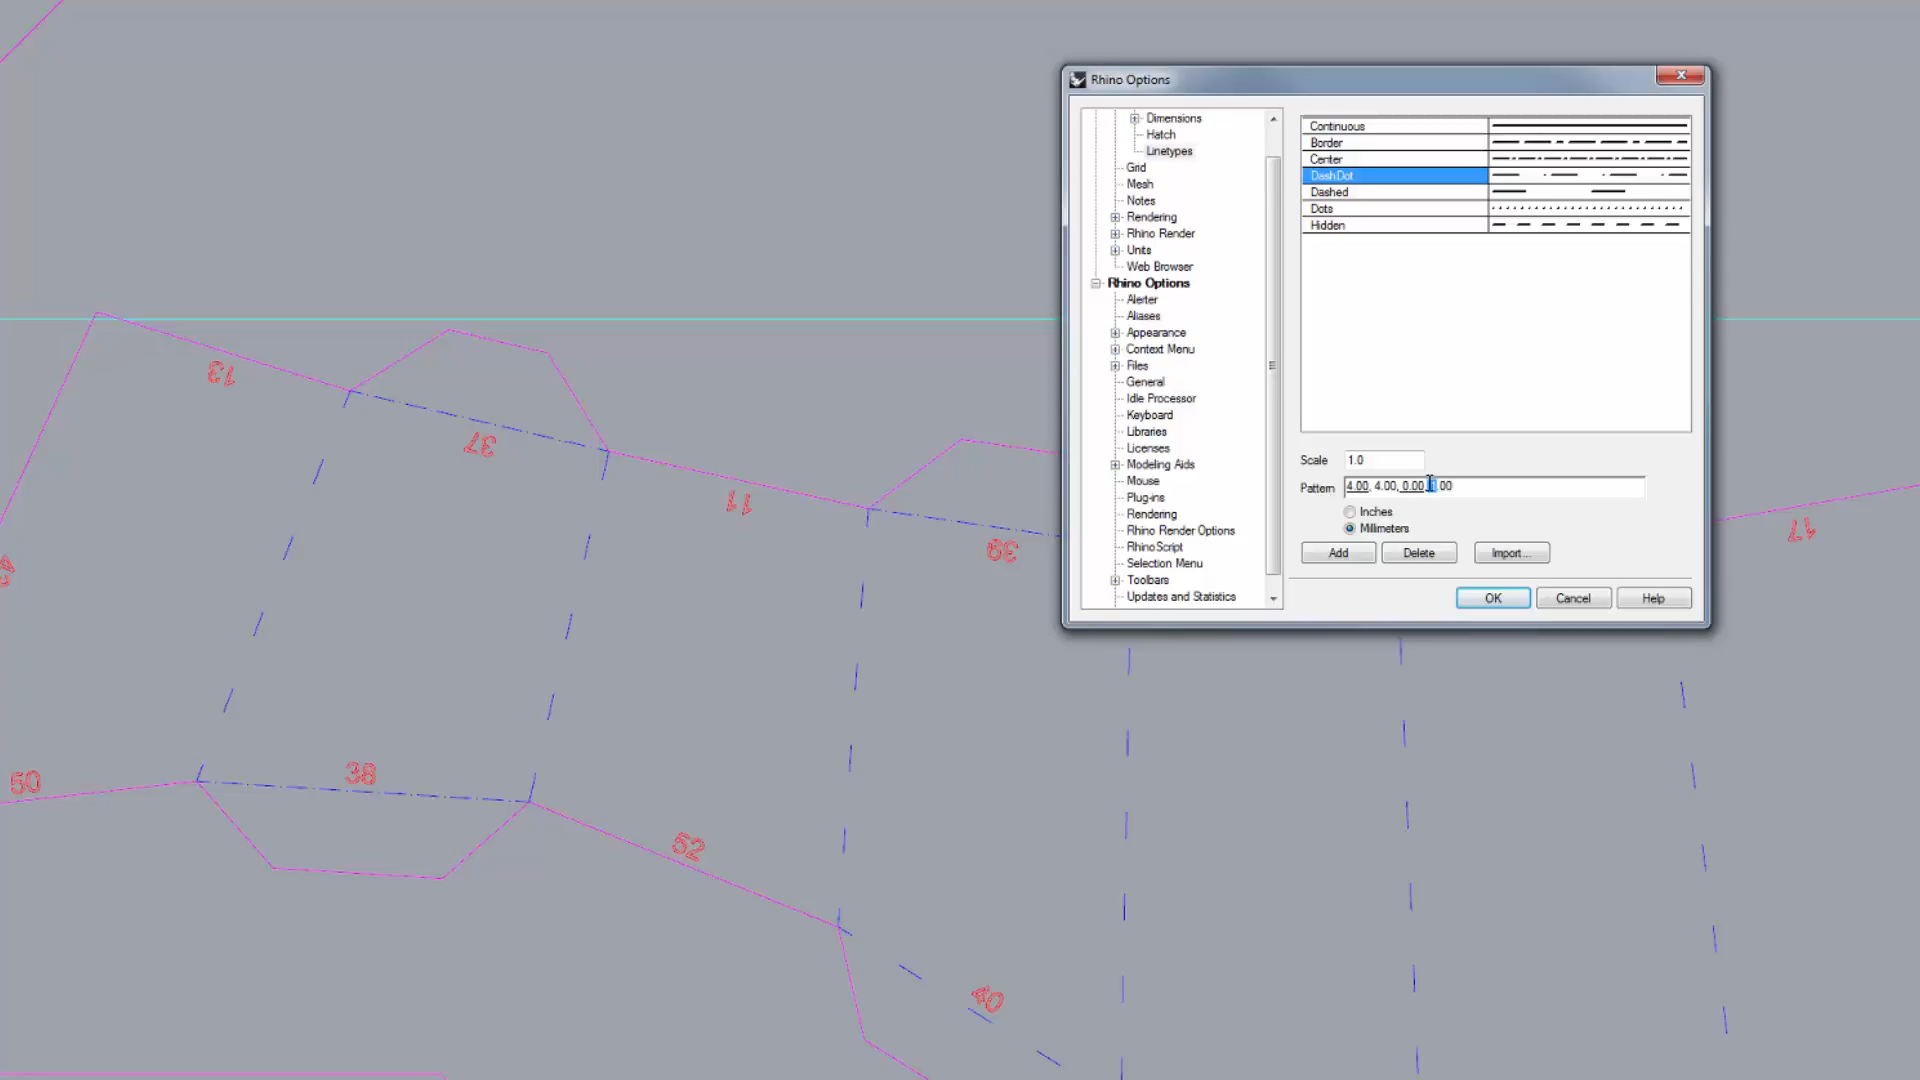 Rhino Options
Dimensions
Hatch
Linetypes
Grid
Mesh
Notes
Rendering
Rhino Render
Units
Web Browser
Rhino Options
Alerter
Aliases
Appearance
Context Menu
Files
General
Idle Processor
Keyboard
Libraries
Licenses
Modeling Aids
Mouse
Plug-ins
Rendering
Rhino Render Options
RhinoScript
Selection Menu
Toolbars
Updates and Statistics
Continuous
Border
Center
DashDot
Dashed
Dots
Hidden
Scale 1.0
Pattern 4.00, 4.00, 0.00
Inches
Millimeters
Add Delete Import...
OK Cancel Help
13
37
11
39
17
50
38
52
40